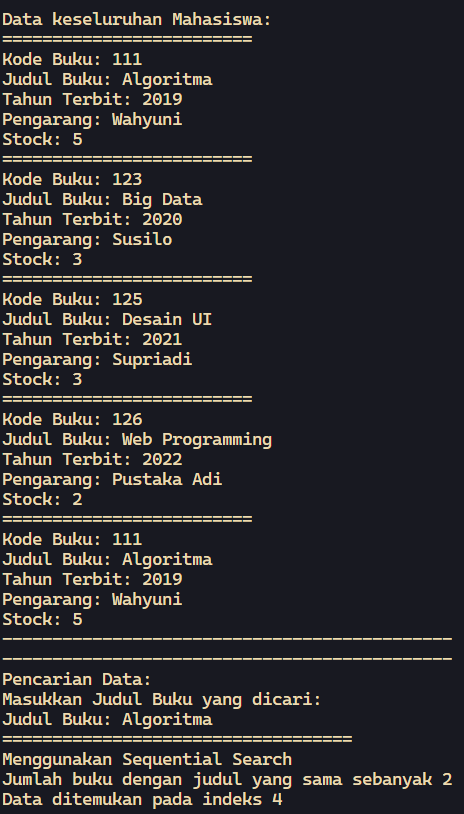 Data keseluruhan Mahasiswa:
=========================
Kode Buku: 111
Judul Buku: Algoritma
Tahun Terbit: 2019
Pengarang: Wahyuni
Stock: 5
=========================
Kode Buku: 123
Judul Buku: Big Data
Tahun Terbit: 2020
Pengarang: Susilo
Stock: 3
=========================
Kode Buku: 125
Judul Buku: Desain UI
Tahun Terbit: 2021
Pengarang: Supriadi
Stock: 3
=========================
Kode Buku: 126
Judul Buku: Web Programming
Tahun Terbit: 2022
Pengarang: Pustaka Adi
Stock: 2
=========================
Kode Buku: 111
Judul Buku: Algoritma
Tahun Terbit: 2019
Pengarang: Wahyuni
Stock: 5
---------------------------------------------
---------------------------------------------
Pencarian Data:
Masukkan Judul Buku yang dicari:
Judul Buku: Algoritma
===================================
Menggunakan Sequential Search
Jumlah buku dengan judul yang sama sebanyak 2
Data ditemukan pada indeks 4